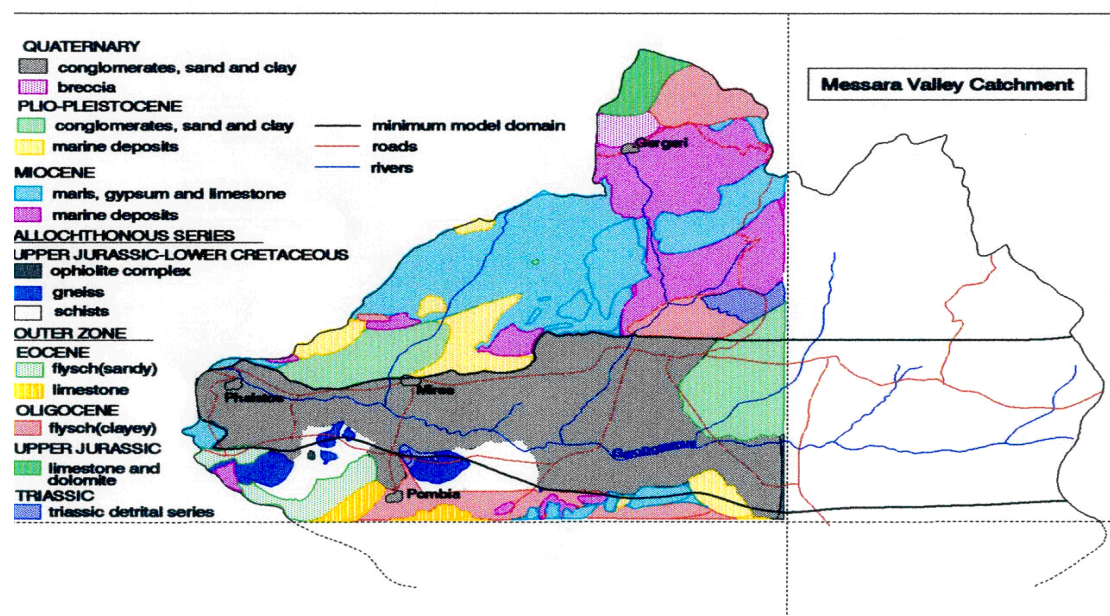 QUATERNARY
conglomerates, sand and clay
breccia
PLIO-PLEISTOCENE
conglomerates, sand and clay
marine deposits
MIOCENE
marls, gypsum and limestone
marine deposits
ALLOCHTHONOUS SERIES
UPPER JURASSIC-LOWER CRETACEOUS
ophiolite complex
gneiss
schists
OUTER ZONE
EOCENE
flysch(sandy)
limestone
OLIGOCENE
flysch(clayey)
UPPER JURASSIC
limestone and
dolomite
TRIASSIC
triassic detrital series
minimum model domain
roads
rivers
Messara Valley Catchment
Gergeri
Phaistos
Mires
Pombia